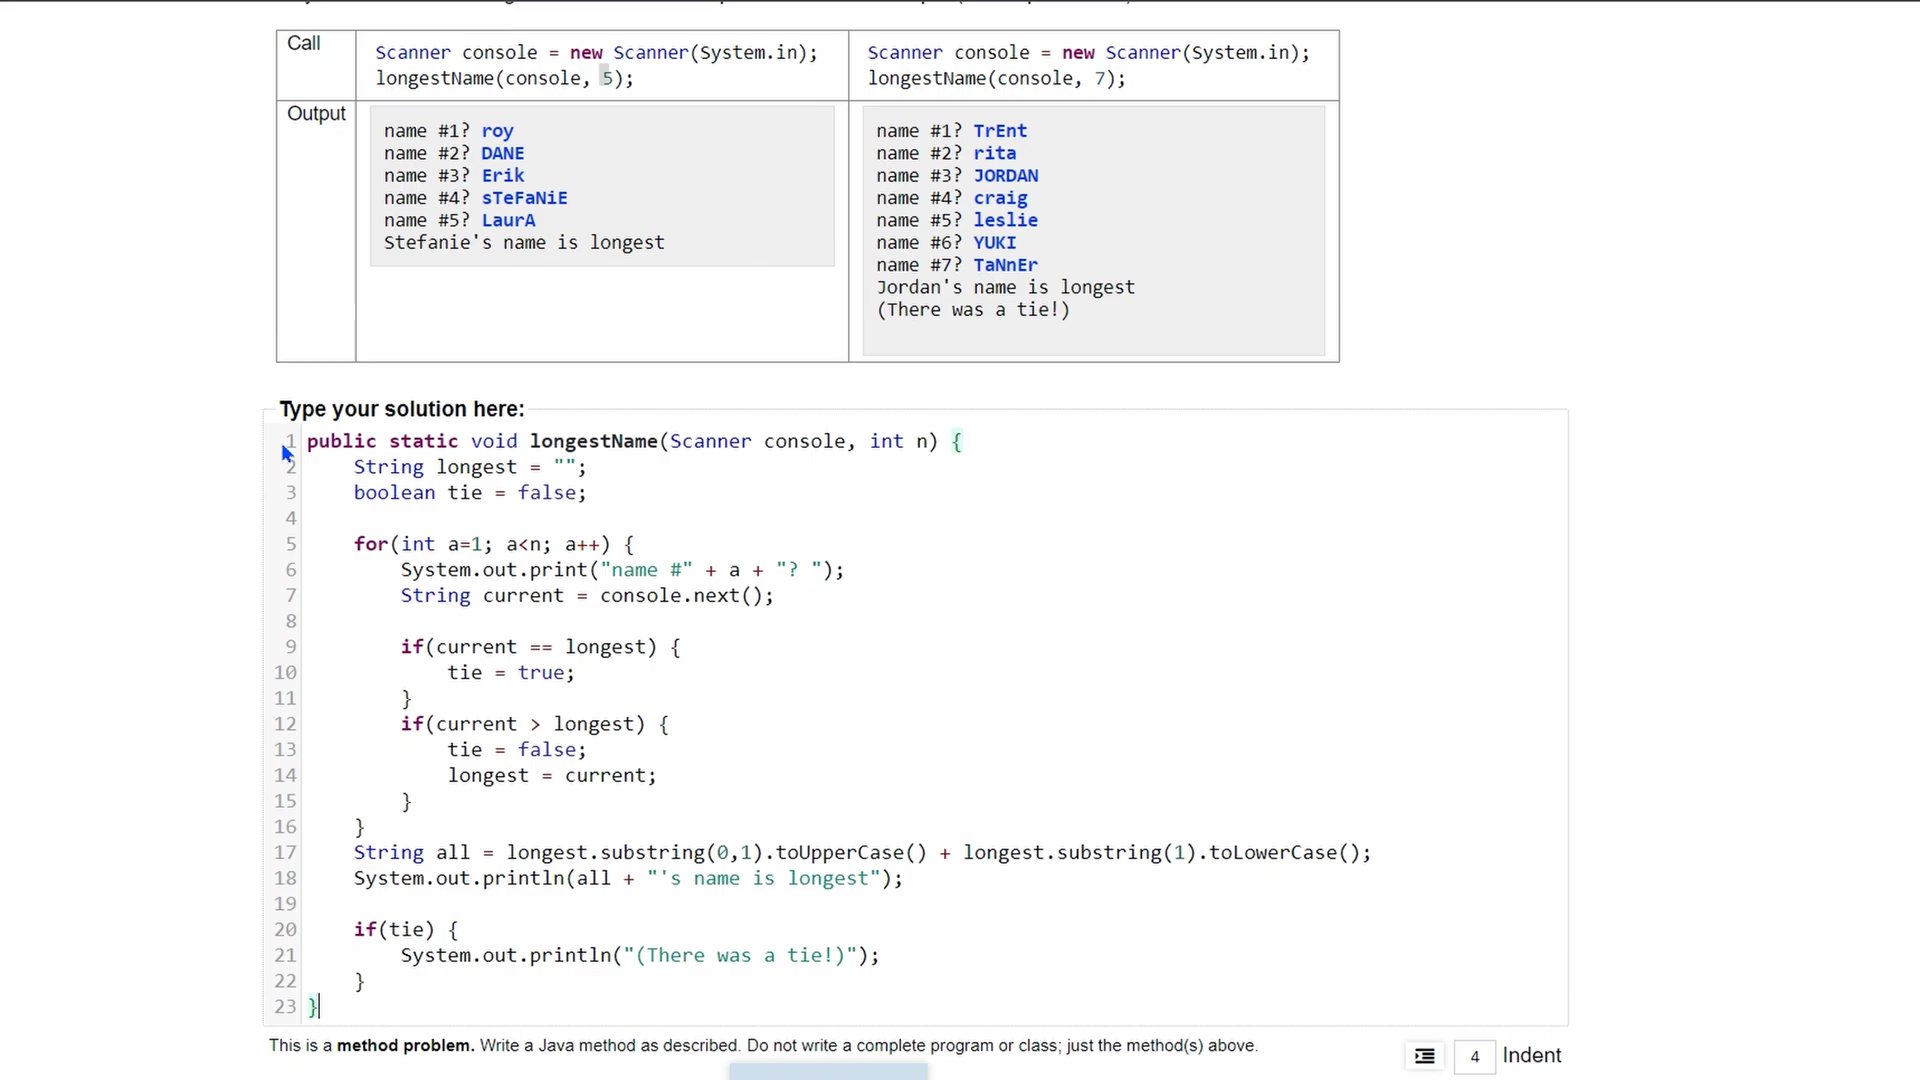 Call
Scanner console = new Scanner(System.in);
longestName(console, 5);
Scanner console = new Scanner(System.in);
longestName(console, 7);
Output
name #1? roy
name #2? DANE
name #3? Erik
name #4? sTeFaNiE
name #5? LaurA
Stefanie's name is longest
name #1? TrEnt
name #2? rita
name #3? JORDAN
name #4? craig
name #5? leslie
name #6? YUKI
name #7? TaNnEr
Jordan's name is longest
(There was a tie!)
Type your solution here:
1 public static void longestName(Scanner console, int n) {
2     String longest = "";
3     boolean tie = false;
4
5     for(int a=1; a<n; a++) {
6         System.out.print("name #" + a + "? ");
7         String current = console.next();
8
9         if(current == longest) {
10             tie = true;
11         }
12         if(current > longest) {
13             tie = false;
14             longest = current;
15         }
16     }
17     String all = longest.substring(0,1).toUpperCase() + longest.substring(1).toLowerCase();
18     System.out.println(all + "'s name is longest");
19
20     if(tie) {
21         System.out.println("(There was a tie!)");
22     }
23 }
This is a method problem. Write a Java method as described. Do not write a complete program or class; just the method(s) above.
4 Indent